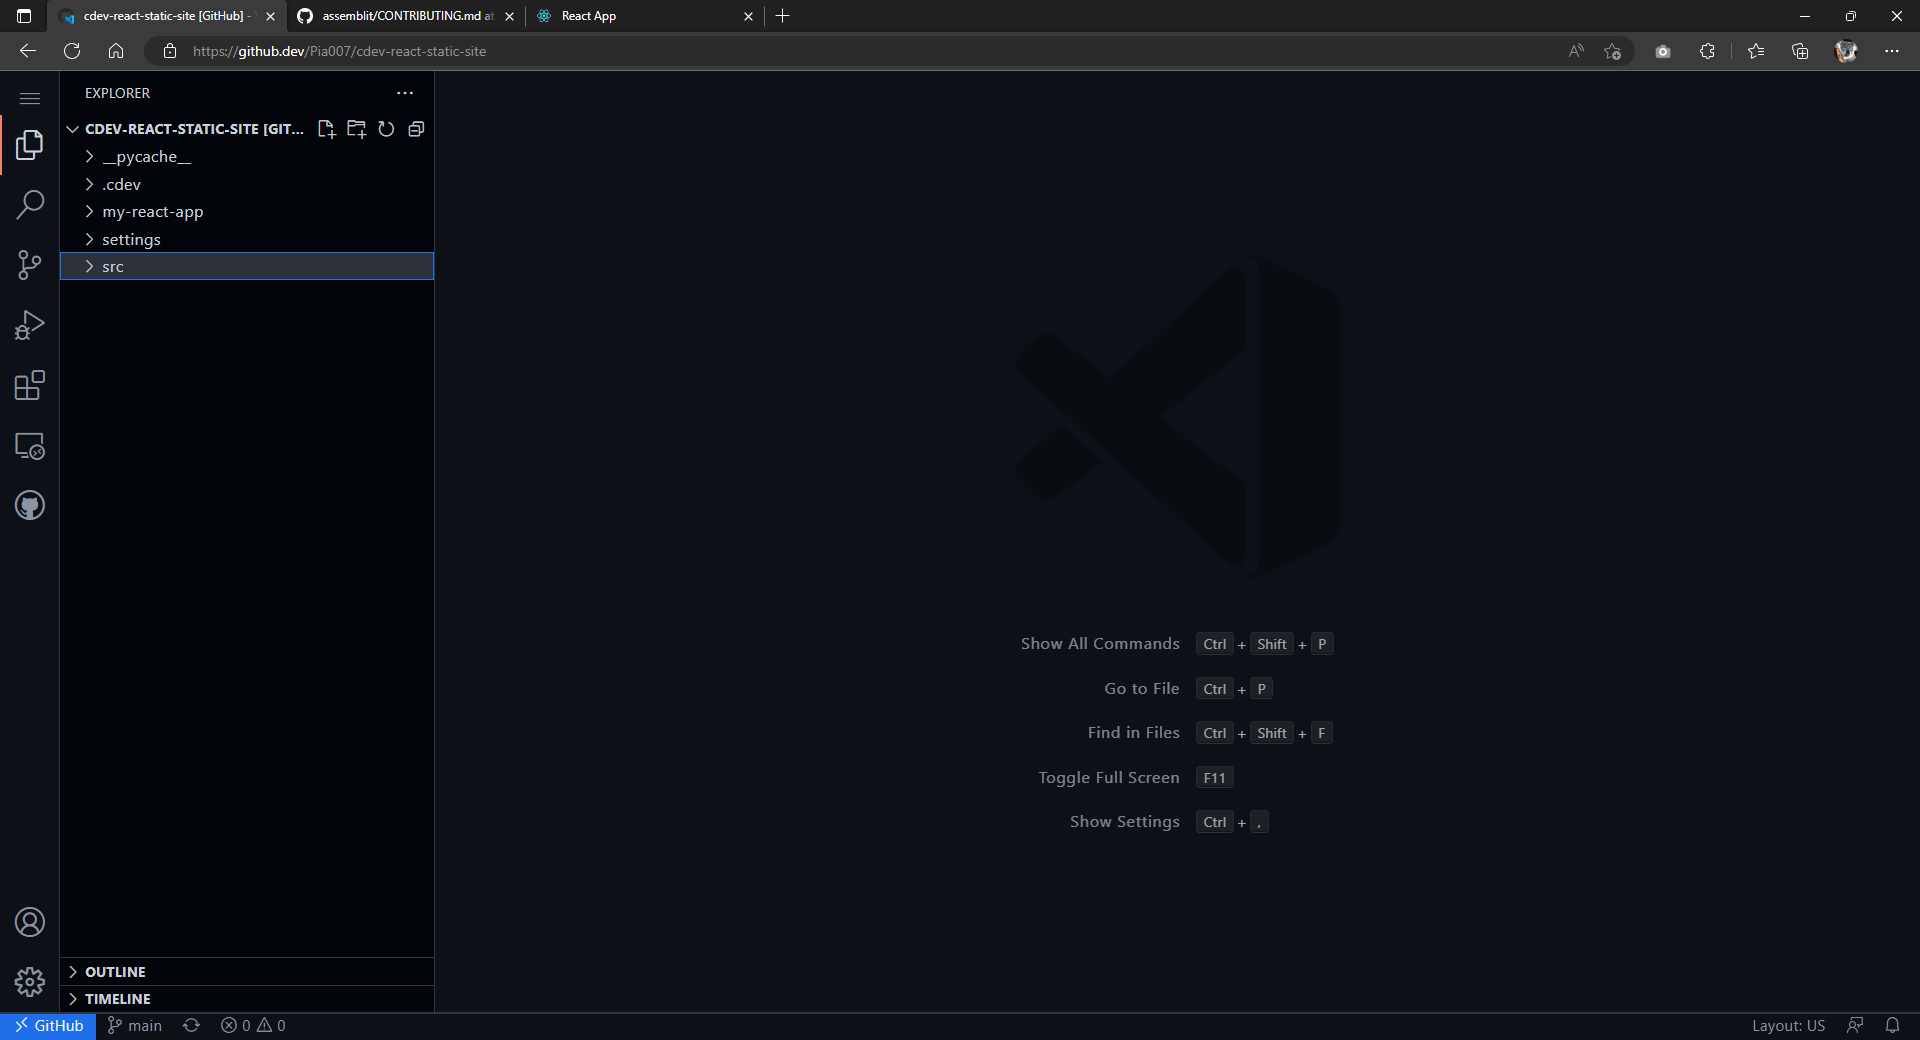 cdev-react-static-site [GitHub] -
assemblit/CONTRIBUTING.md at
React App
https://github.dev/Pia007/cdev-react-static-site
EXPLORER
CDEV-REACT-STATIC-SITE [GIT...
__pycache__
.cdev
my-react-app
settings
src
Show All Commands Ctrl + Shift + P
Go to File Ctrl + P
Find in Files Ctrl + Shift + F
Toggle Full Screen F11
Show Settings Ctrl + ,
OUTLINE
TIMELINE
GitHub main 0 0 Layout: US